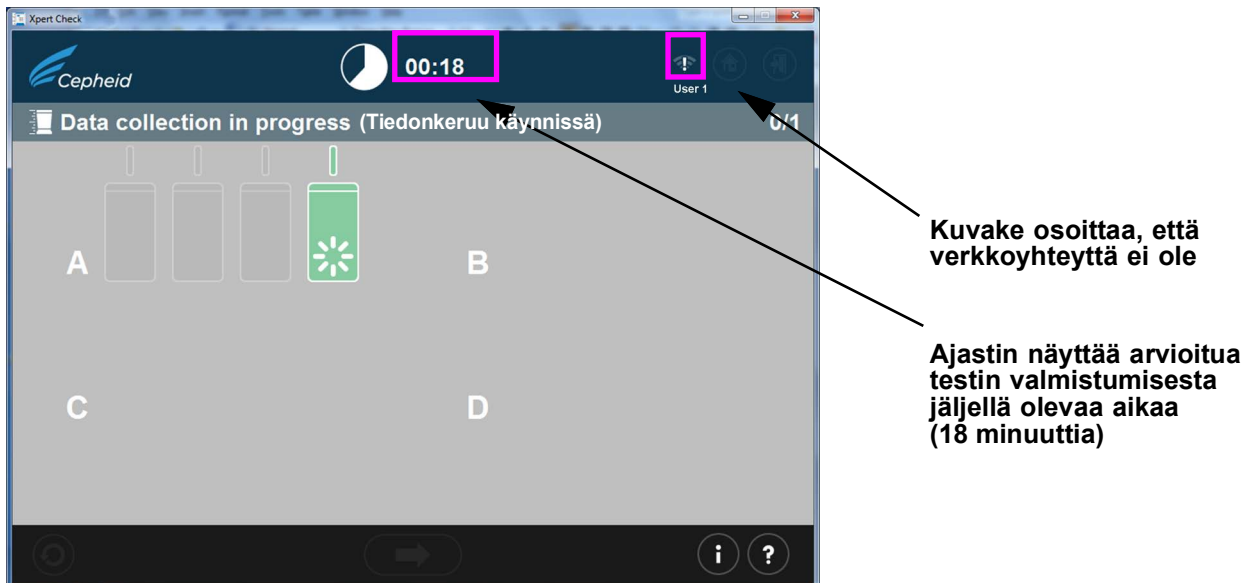 Xpert Check
Cepheid
00:18
User 1
Data collection in progress (Tiedonkeruu käynnissä)
0/1
A
B
C
D
i
?
Kuvake osoittaa, että
verkkoyhteyttä ei ole
Ajastin näyttää arvioitua
testin valmistumisesta
jäljellä olevaa aikaa
(18 minuuttia)